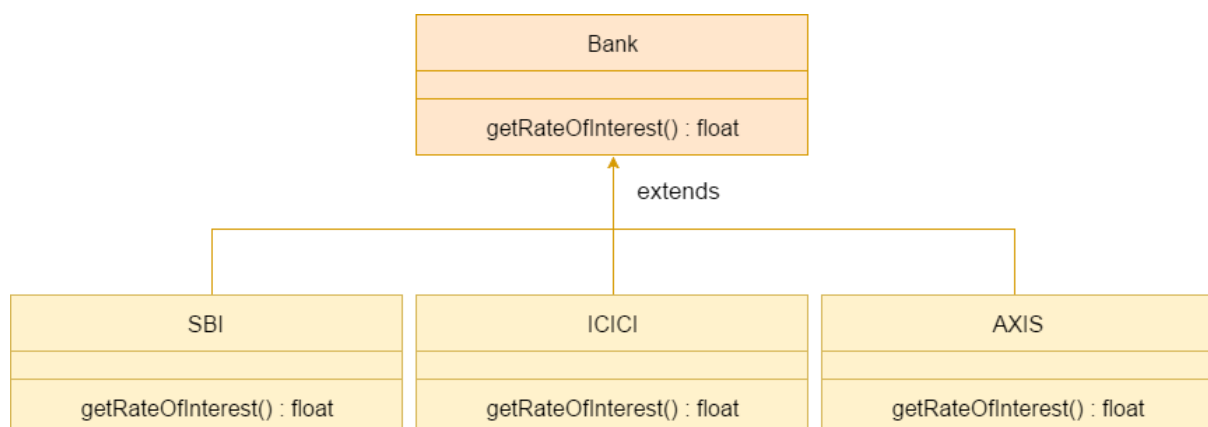 Bank
getRateOfInterest() : float
extends
SBI
ICICI
AXIS
getRateOfInterest() : float
getRateOfInterest() : float
getRateOfInterest() : float